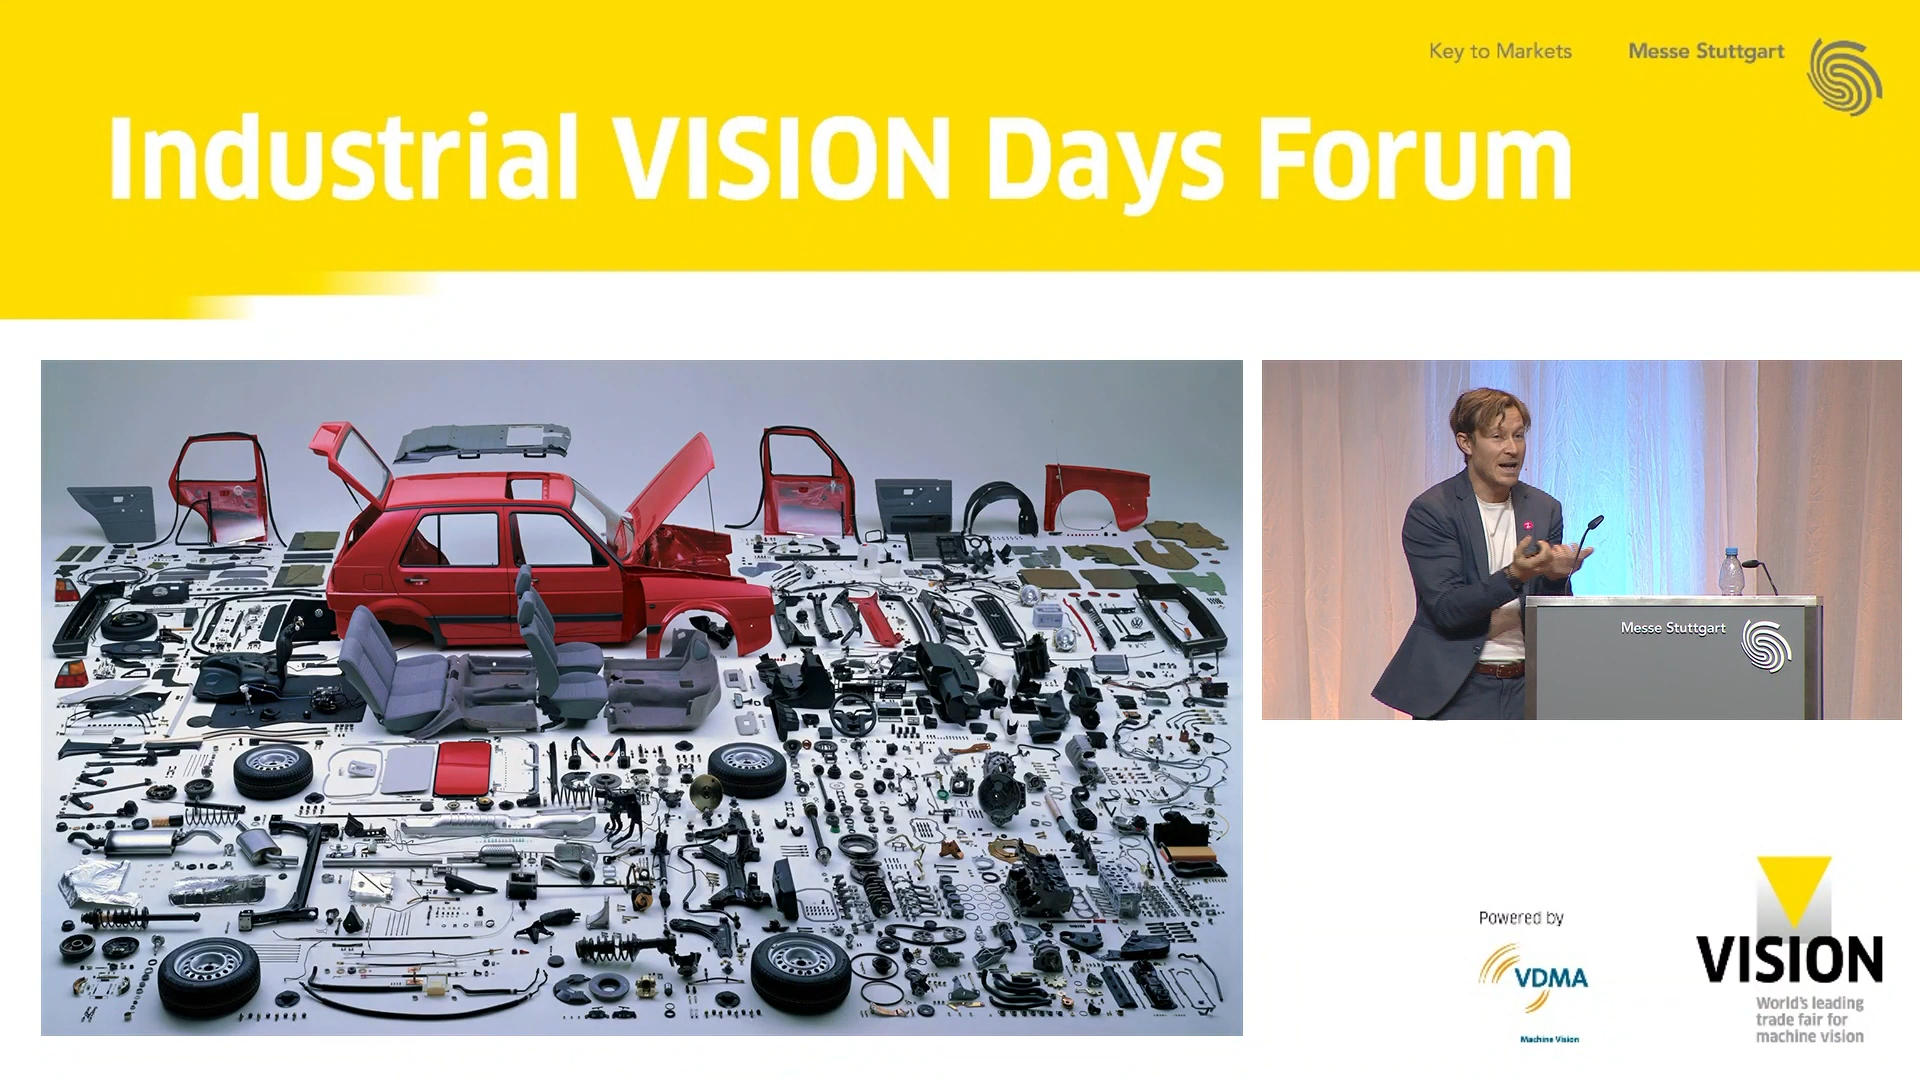 Key to Markets
Messe Stuttgart
Industrial VISION Days Forum
Messe Stuttgart
Powered by
VDMA
Machine Vision
VISION
World's leading
trade fair for
machine vision